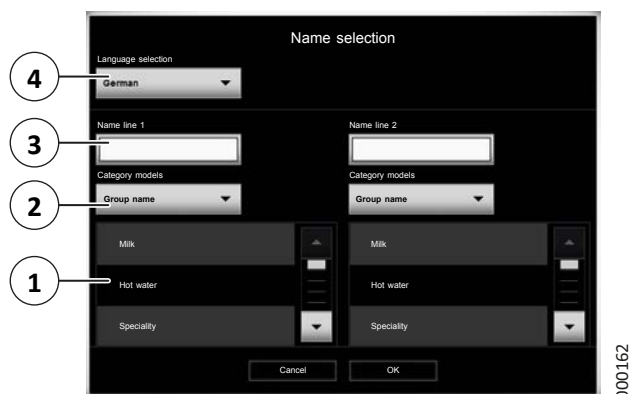 Name selection
Language selection
4
German
Name line 1
Name line 2
3
Category models
Category models
2
Group name
Group name
Milk
Milk
1
Hot water
Hot water
Speciality
Speciality
Cancel
OK
000162